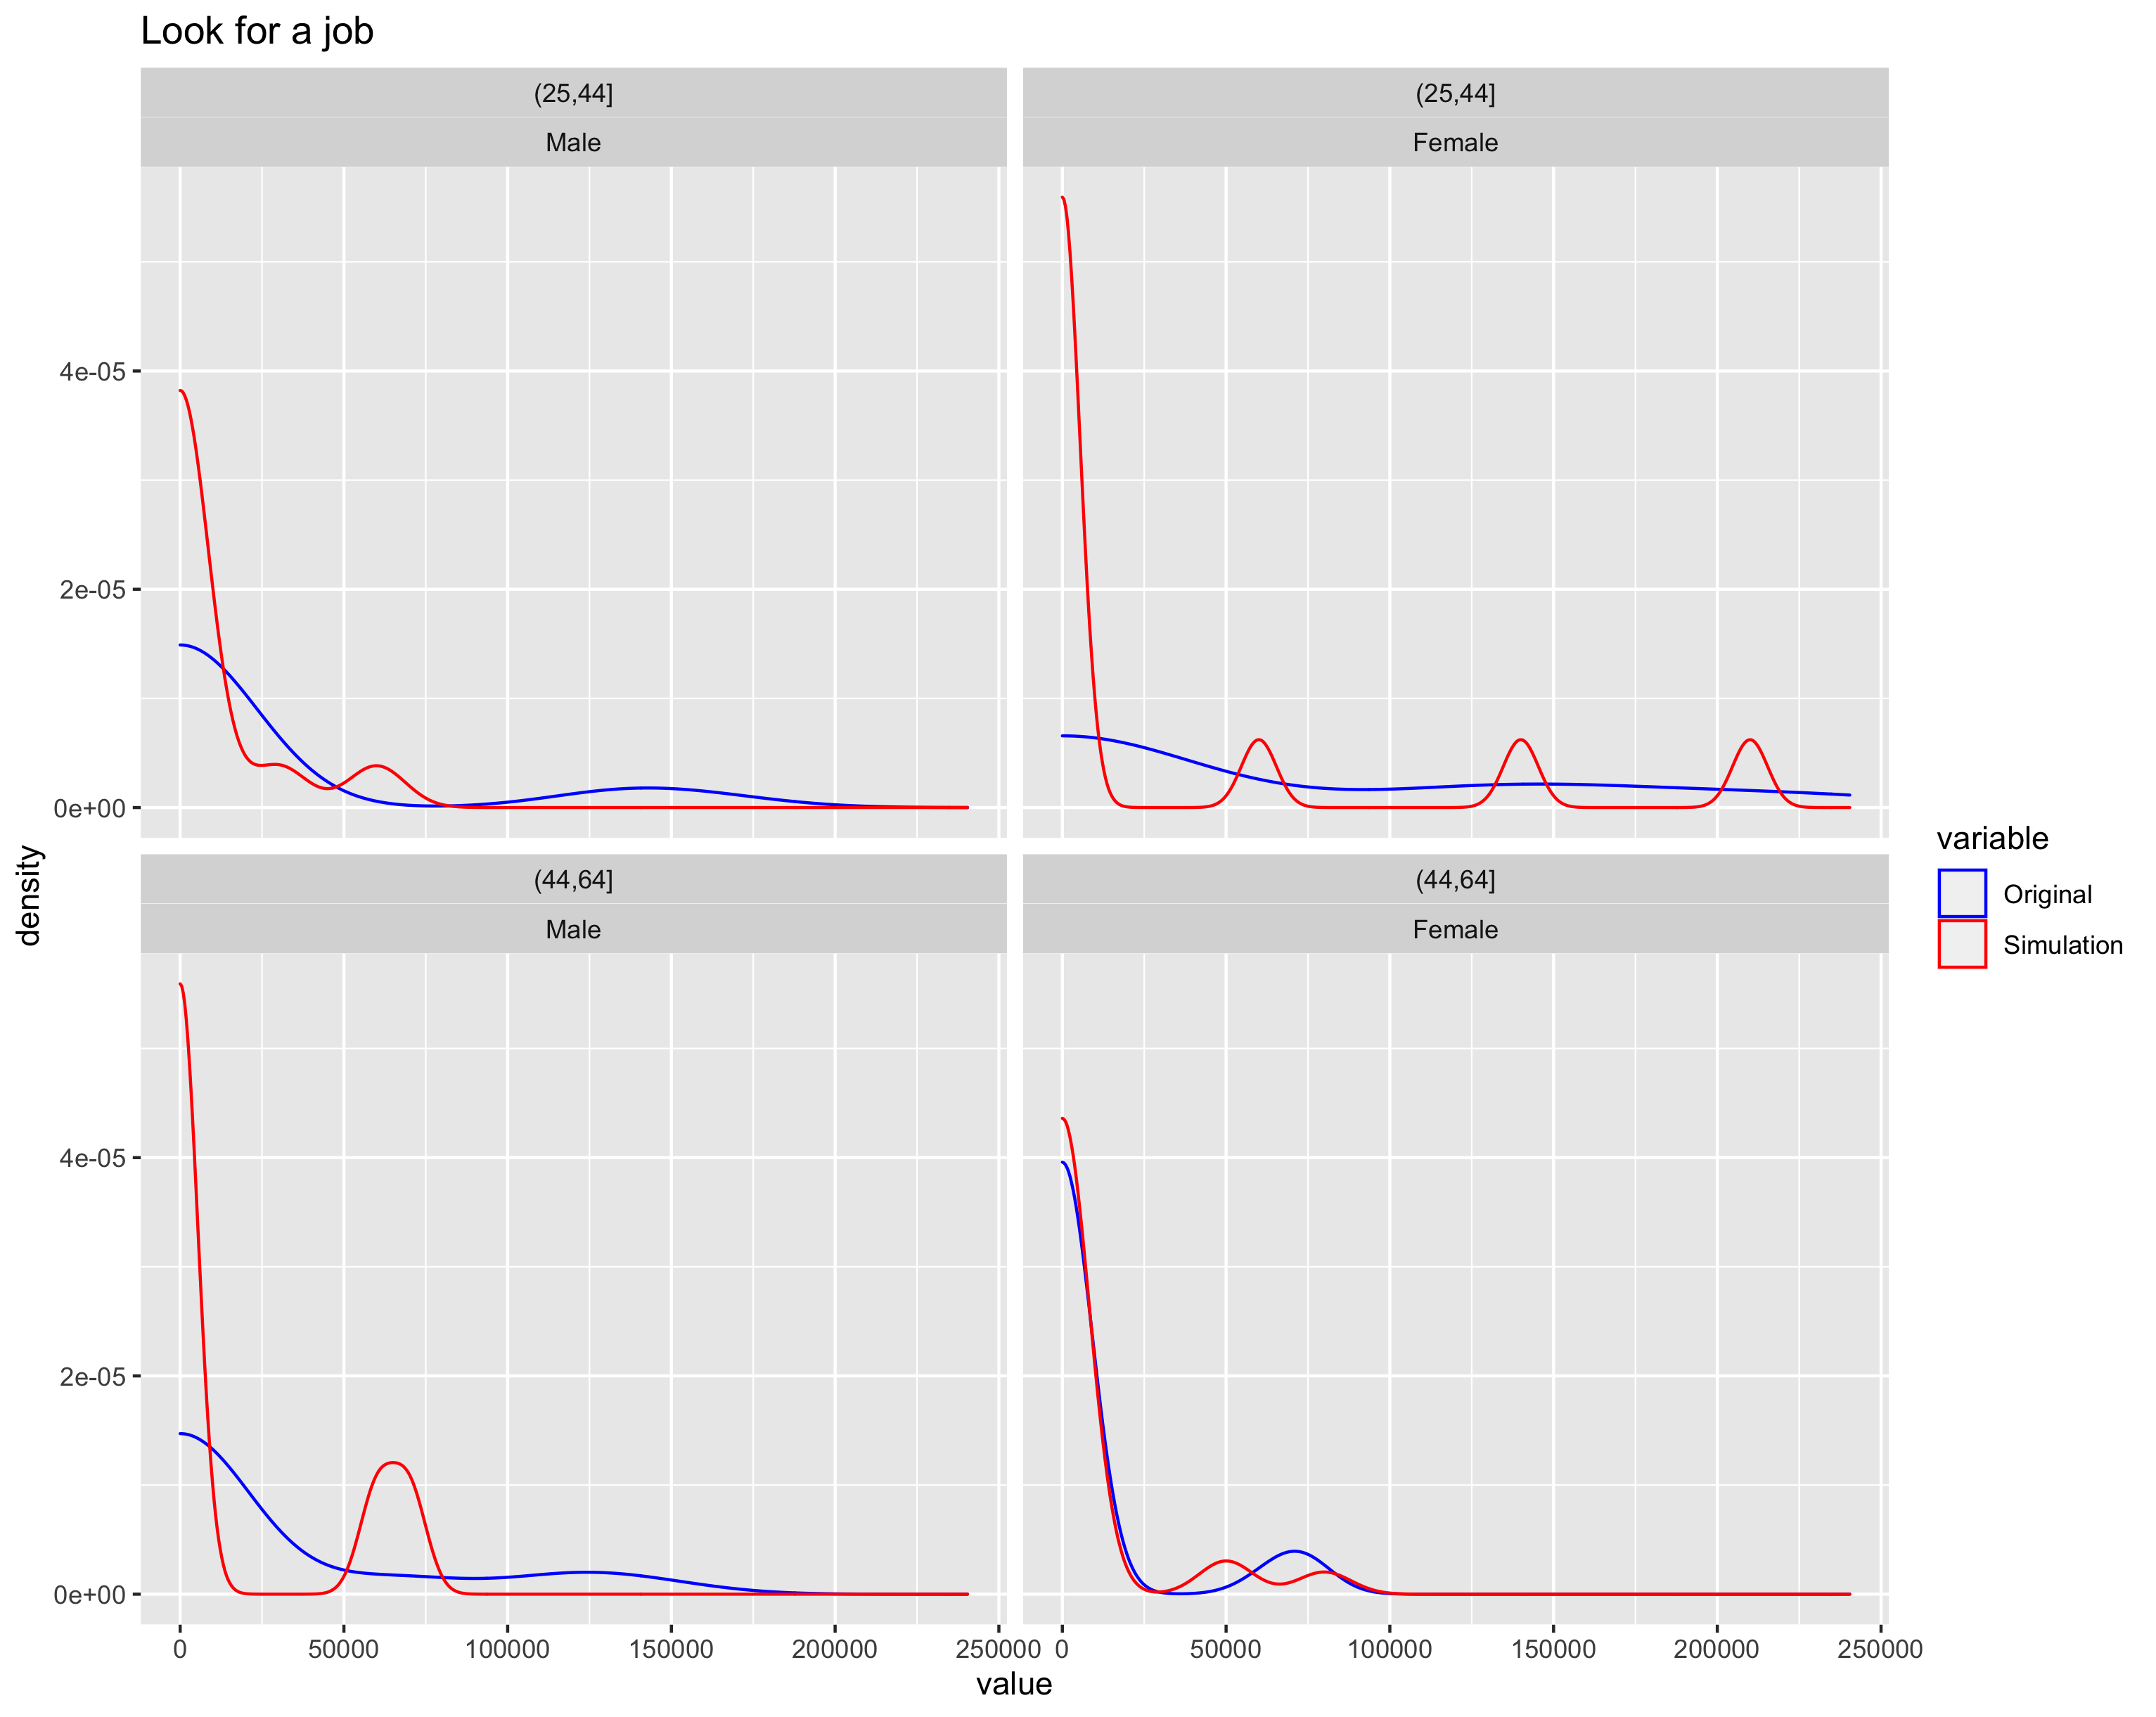 Look for a job
(25,44]
Male
(25,44]
Female
4e-05
2e-05
0e+00
(44,64]
Male
(44,64]
Female
4e-05
2e-05
0e+00
0 50000 100000 150000 200000 250000
0 50000 100000 150000 200000 250000
value
density
variable
Original
Simulation